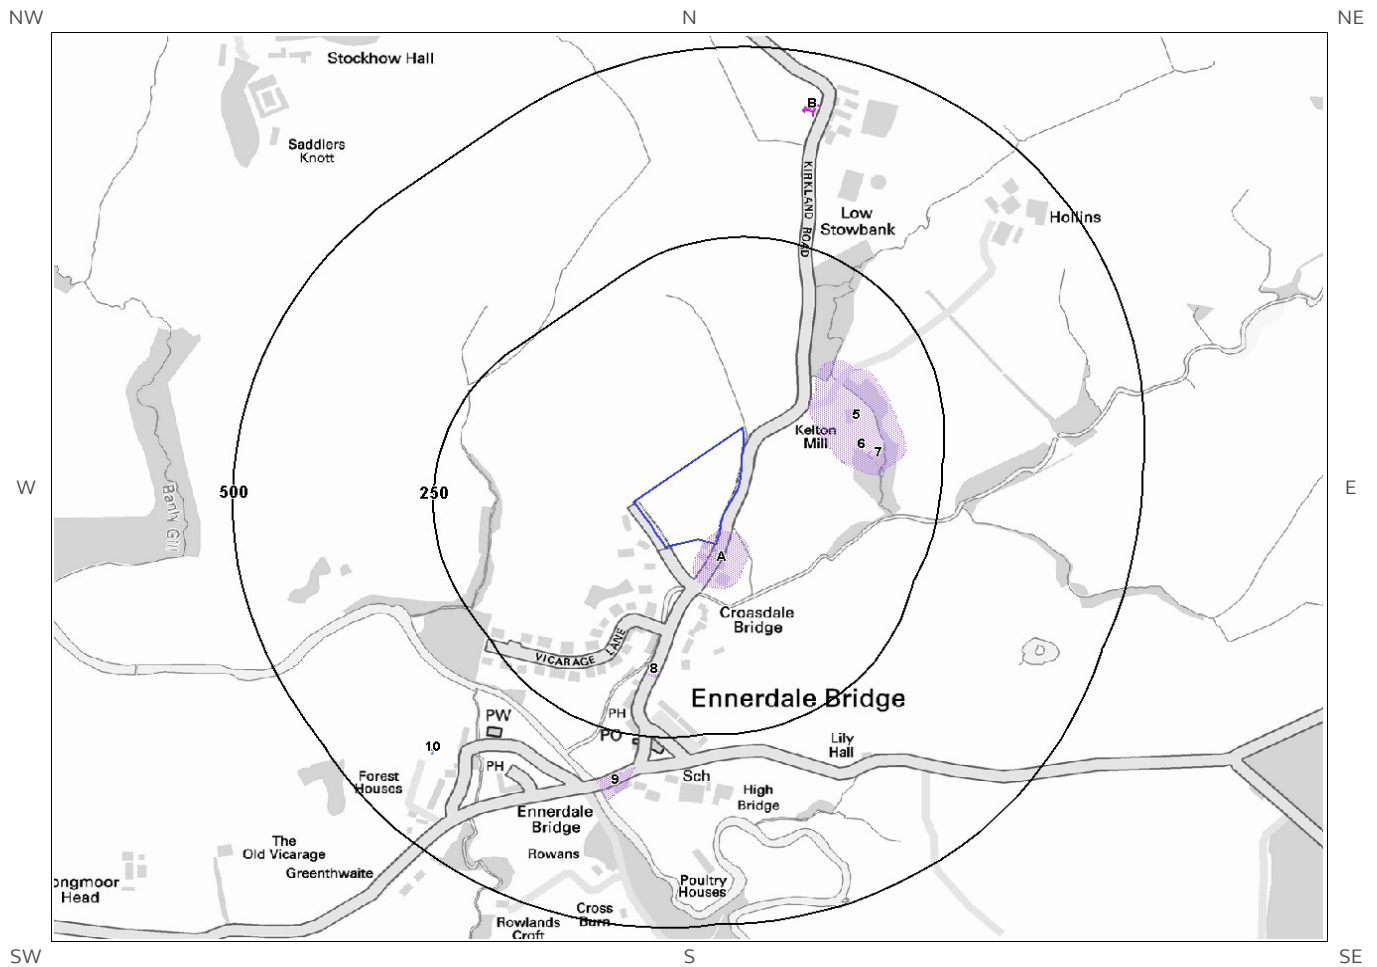 NW
N
NE
Stockhow Hall
B
Saddlers
Knott
KIRKLAND ROAD
Low
Stowbank
Hollins
5
Kelton
Mill
6
7
W
500
250
E
Banly Gill
A
Croasdale
Bridge
VICARAGE LANE
8
Ennerdale Bridge
PW
PH
PO
10
Lily
Hall
PH
Sch
9
Forest
Houses
High
Bridge
Ennerdale
Bridge
The
Old Vicarage
Rowans
Greenthwaite
ongmoor
Head
Poultry
Houses
Cross
Burn
Rowlands
Croft
SW
S
SE